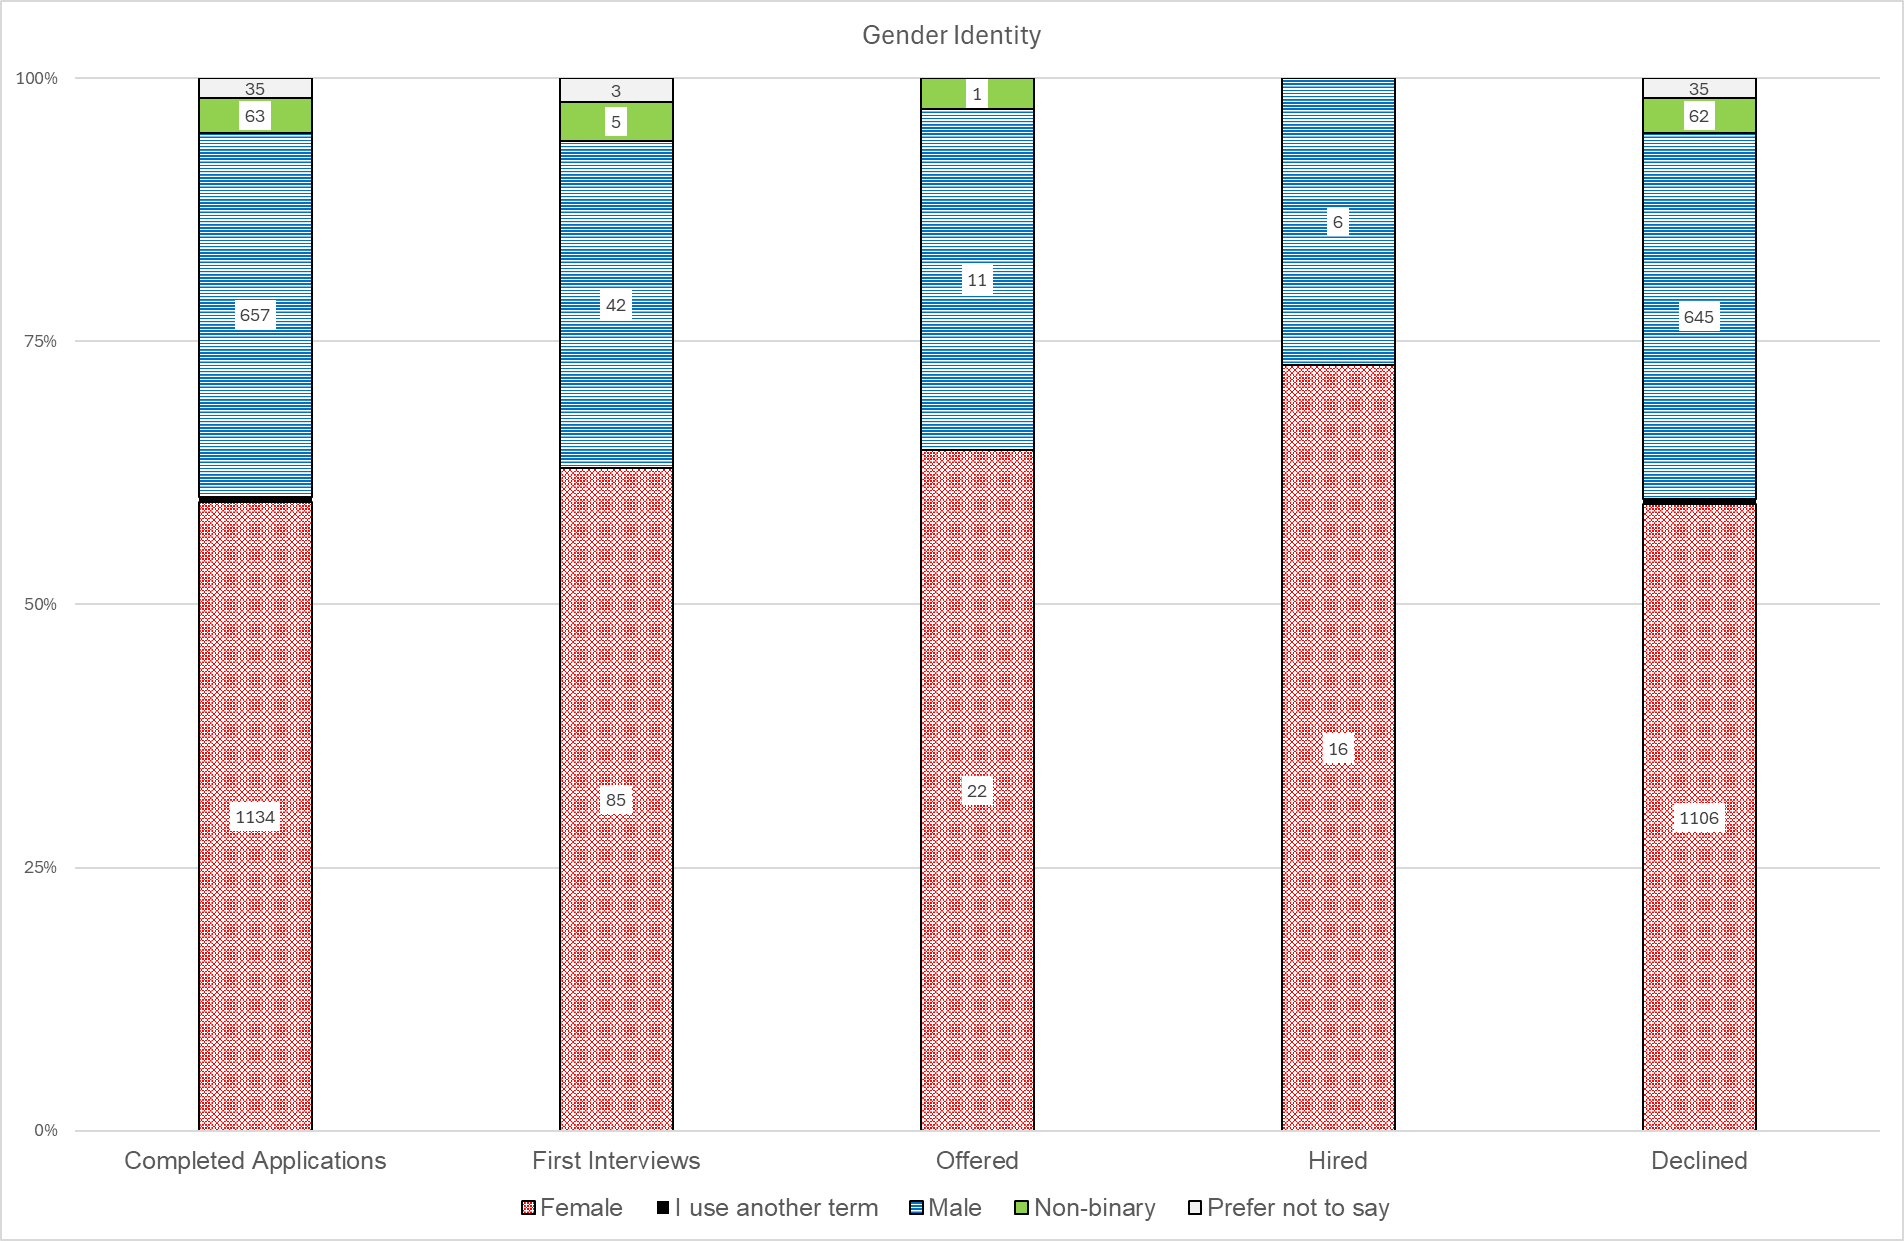 Gender Identity
100%
75%
50%
25%
0%
35
63
657
1134
3
5
42
85
1
11
22
6
16
35
62
645
1106
Completed Applications
First Interviews
Offered
Hired
Declined
Female
I use another term
Male
Non-binary
Prefer not to say